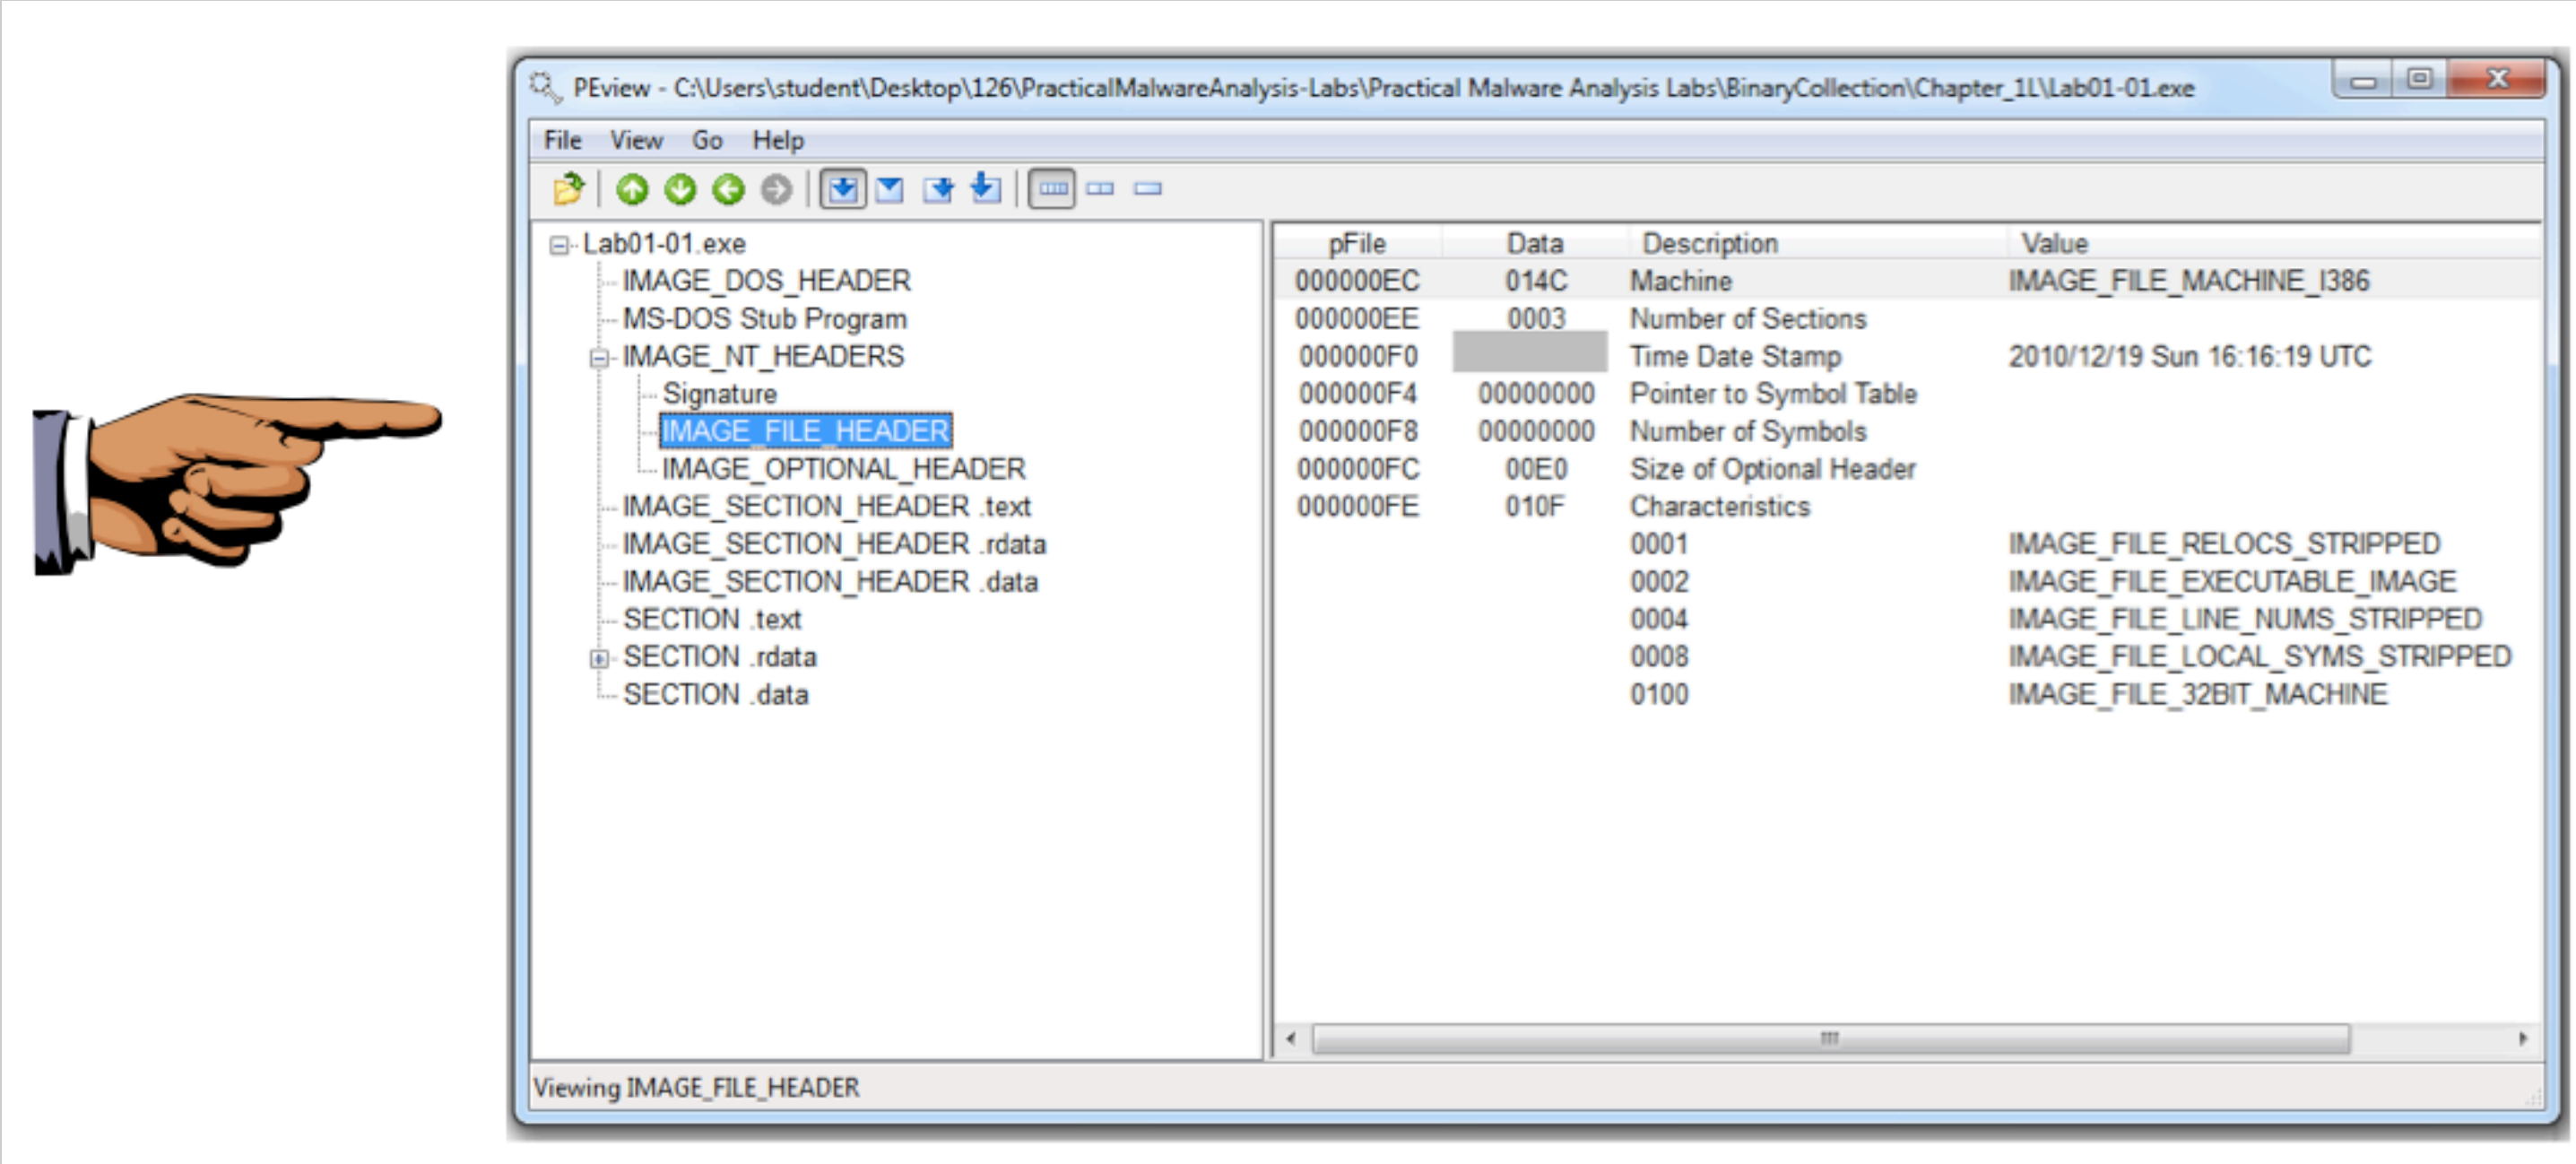 PEview - C:\Users\student\Desktop\126\PracticalMalwareAnalysis-Labs\Practical Malware Analysis Labs\BinaryCollection\Chapter_1L\Lab01-01.exe
File View Go Help
Lab01-01.exe
IMAGE_DOS_HEADER
MS-DOS Stub Program
IMAGE_NT_HEADERS
Signature
IMAGE_FILE_HEADER
IMAGE_OPTIONAL_HEADER
IMAGE_SECTION_HEADER .text
IMAGE_SECTION_HEADER .rdata
IMAGE_SECTION_HEADER .data
SECTION .text
SECTION .rdata
SECTION .data
pFile Data Description Value
000000EC 014C Machine IMAGE_FILE_MACHINE_I386
000000EE 0003 Number of Sections
000000F0 Time Date Stamp 2010/12/19 Sun 16:16:19 UTC
000000F4 00000000 Pointer to Symbol Table
000000F8 00000000 Number of Symbols
000000FC 00E0 Size of Optional Header
000000FE 010F Characteristics
0001 IMAGE_FILE_RELOCS_STRIPPED
0002 IMAGE_FILE_EXECUTABLE_IMAGE
0004 IMAGE_FILE_LINE_NUMS_STRIPPED
0008 IMAGE_FILE_LOCAL_SYMS_STRIPPED
0100 IMAGE_FILE_32BIT_MACHINE
Viewing IMAGE_FILE_HEADER